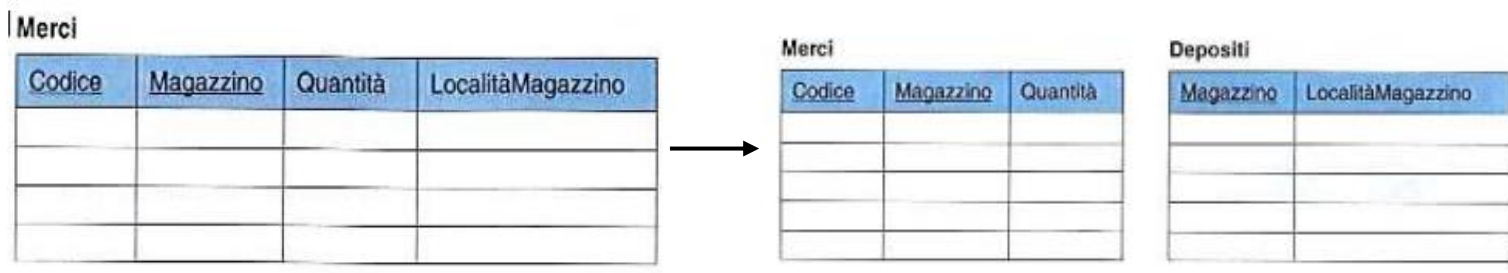 Merci
Codice Magazzino Quantità LocalitàMagazzino
Merci
Codice Magazzino Quantità
Depositi
Magazzino LocalitàMagazzino